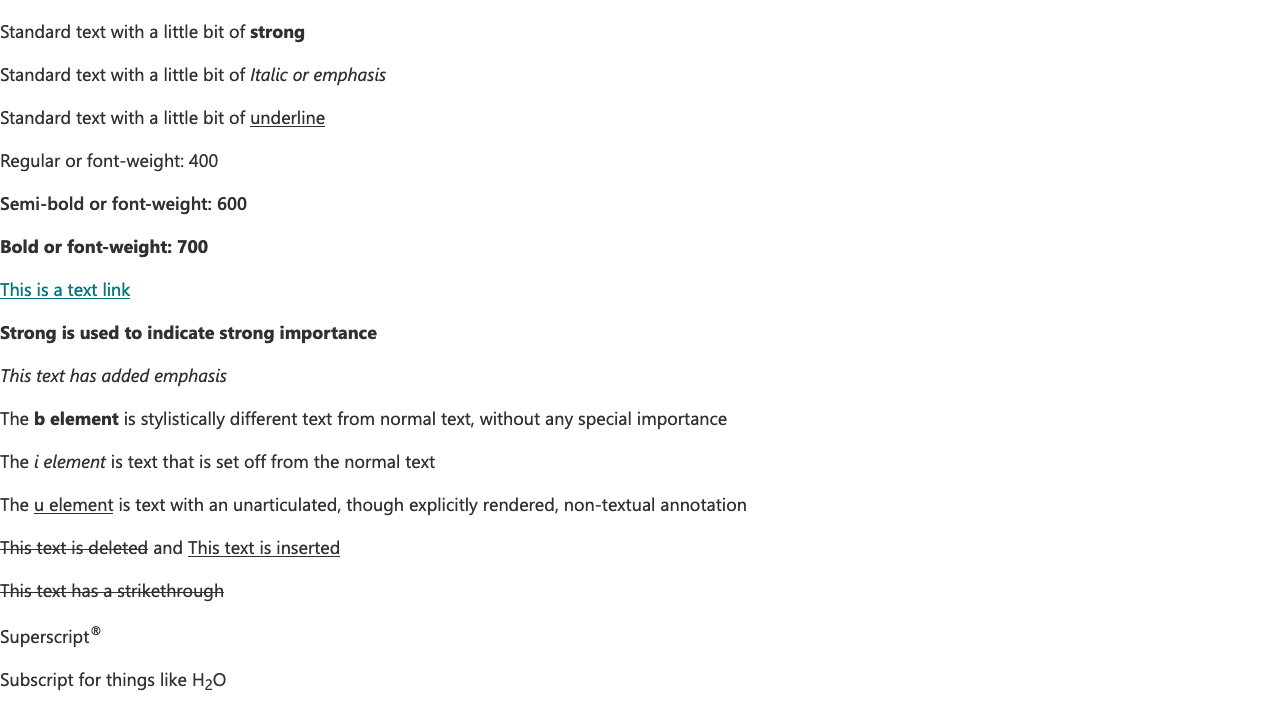 Standard text with a little bit of strong
Standard text with a little bit of Italic or emphasis
Standard text with a little bit of underline
Regular or font-weight: 400
Semi-bold or font-weight: 600
Bold or font-weight: 700
This is a text link
Strong is used to indicate strong importance
This text has added emphasis
The b element is stylistically different text from normal text, without any special importance
The i element is text that is set off from the normal text
The u element is text with an unarticulated, though explicitly rendered, non-textual annotation
This text is deleted and This text is inserted
This text has a strikethrough
Superscript®
Subscript for things like H₂O